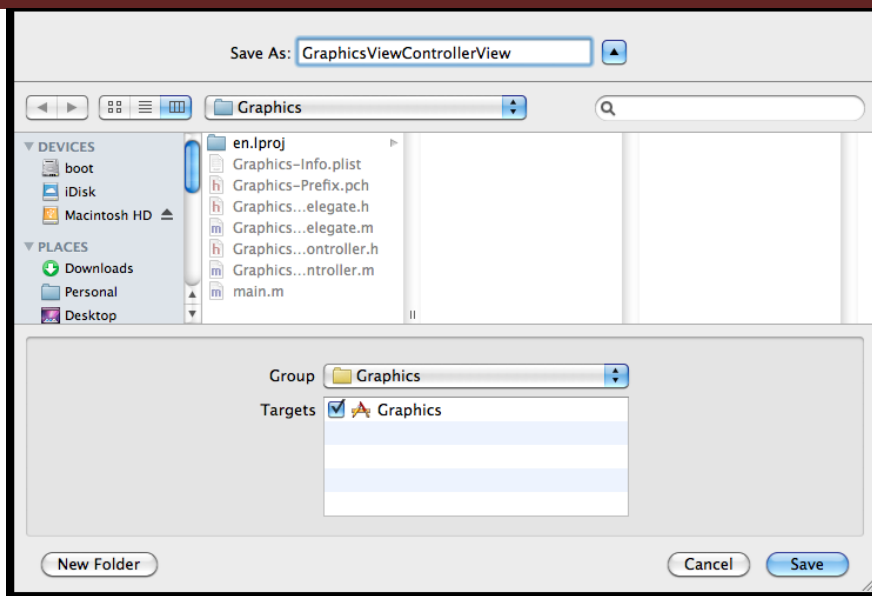 Save As: GraphicsViewControllerView
Graphics
DEVICES
boot
iDisk
Macintosh HD
PLACES
Downloads
Personal
Desktop
en.lproj
Graphics-Info.plist
Graphics-Prefix.pch
Graphics...elegate.h
Graphics...elegate.m
Graphics...ontroller.h
Graphics...ntroller.m
main.m
Group Graphics
Targets Graphics
New Folder Cancel Save